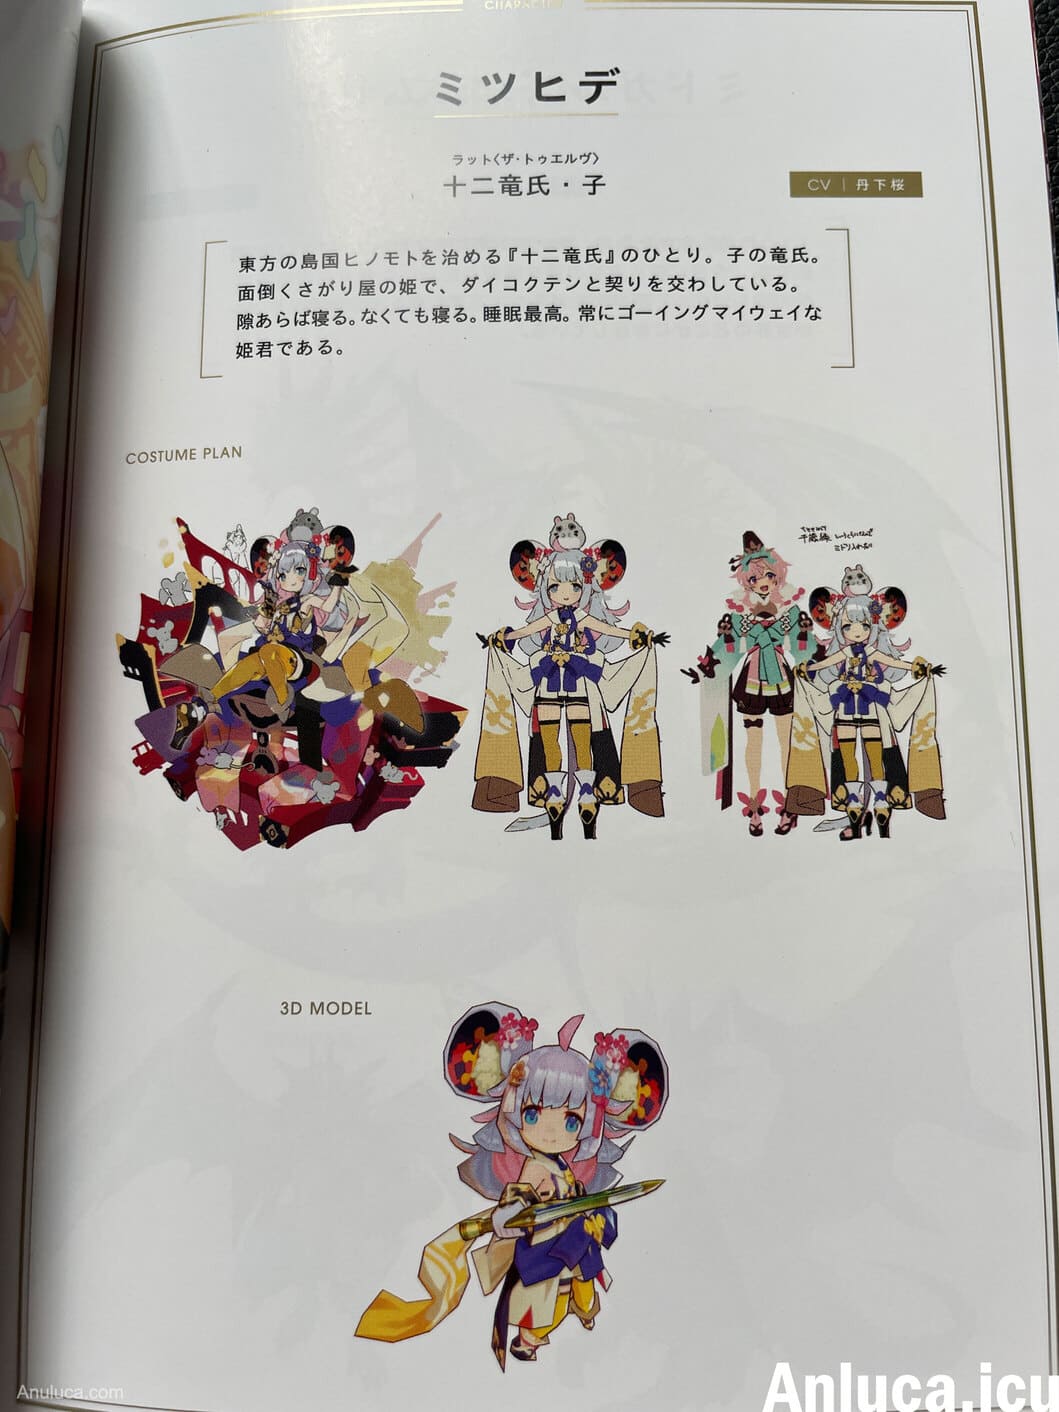 CHARACTER
ミツヒデ
ラット〈ザ・トゥエルヴ〉
十二竜氏・子
CV｜丹下桜
東方の島国ヒノモトを治める『十二竜氏』のひとり。子の竜氏。
面倒くさがり屋の姫で、ダイコクテンと契りを交わしている。
隙あらば寝る。なくても寝る。睡眠最高。常にゴーイングマイウェイな
姫君である。
COSTUME PLAN
3D MODEL
Anuluca.com
Anluca.icu